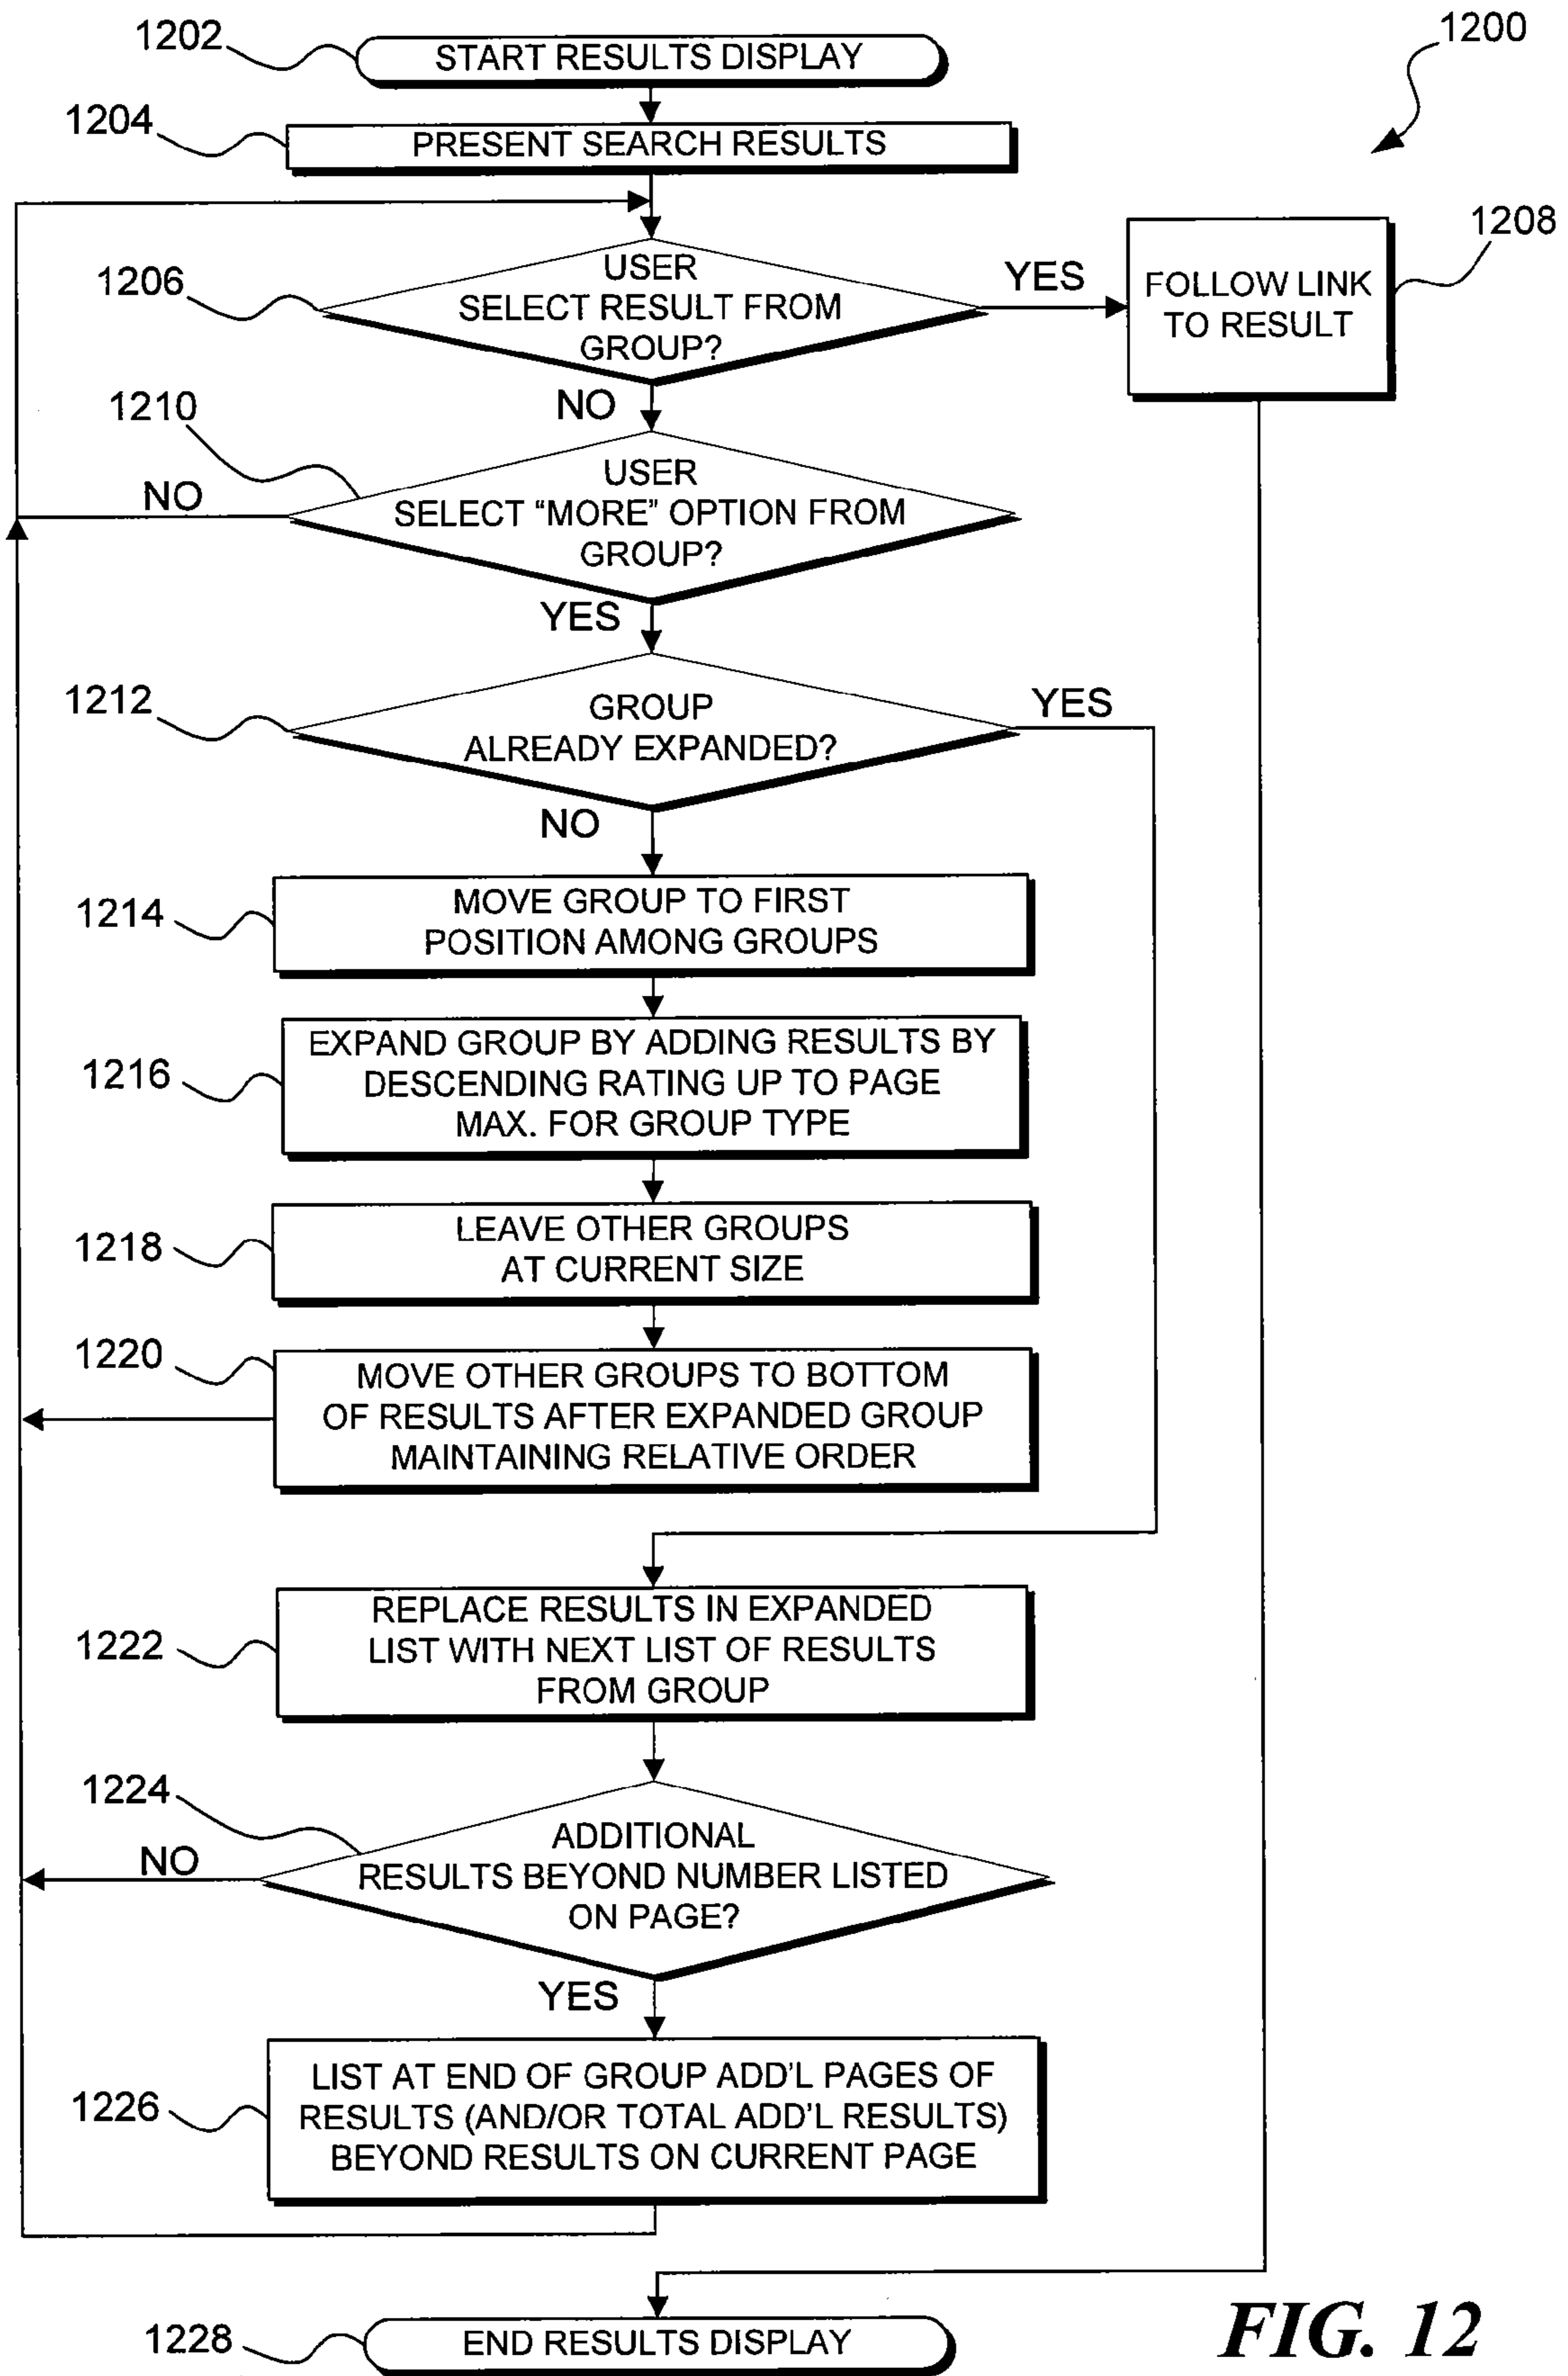 1202
START RESULTS DISPLAY
1200
1204
PRESENT SEARCH RESULTS
1206
USER
SELECT RESULT FROM
GROUP?
YES
FOLLOW LINK
TO RESULT
1208
NO
1210
USER
SELECT “MORE” OPTION FROM
GROUP?
NO
YES
1212
GROUP
ALREADY EXPANDED?
YES
NO
1214
MOVE GROUP TO FIRST
POSITION AMONG GROUPS
1216
EXPAND GROUP BY ADDING RESULTS BY
DESCENDING RATING UP TO PAGE
MAX. FOR GROUP TYPE
1218
LEAVE OTHER GROUPS
AT CURRENT SIZE
1220
MOVE OTHER GROUPS TO BOTTOM
OF RESULTS AFTER EXPANDED GROUP
MAINTAINING RELATIVE ORDER
1222
REPLACE RESULTS IN EXPANDED
LIST WITH NEXT LIST OF RESULTS
FROM GROUP
1224
ADDITIONAL
RESULTS BEYOND NUMBER LISTED
ON PAGE?
NO
YES
1226
LIST AT END OF GROUP ADD'L PAGES OF
RESULTS (AND/OR TOTAL ADD'L RESULTS)
BEYOND RESULTS ON CURRENT PAGE
1228
END RESULTS DISPLAY
FIG. 12